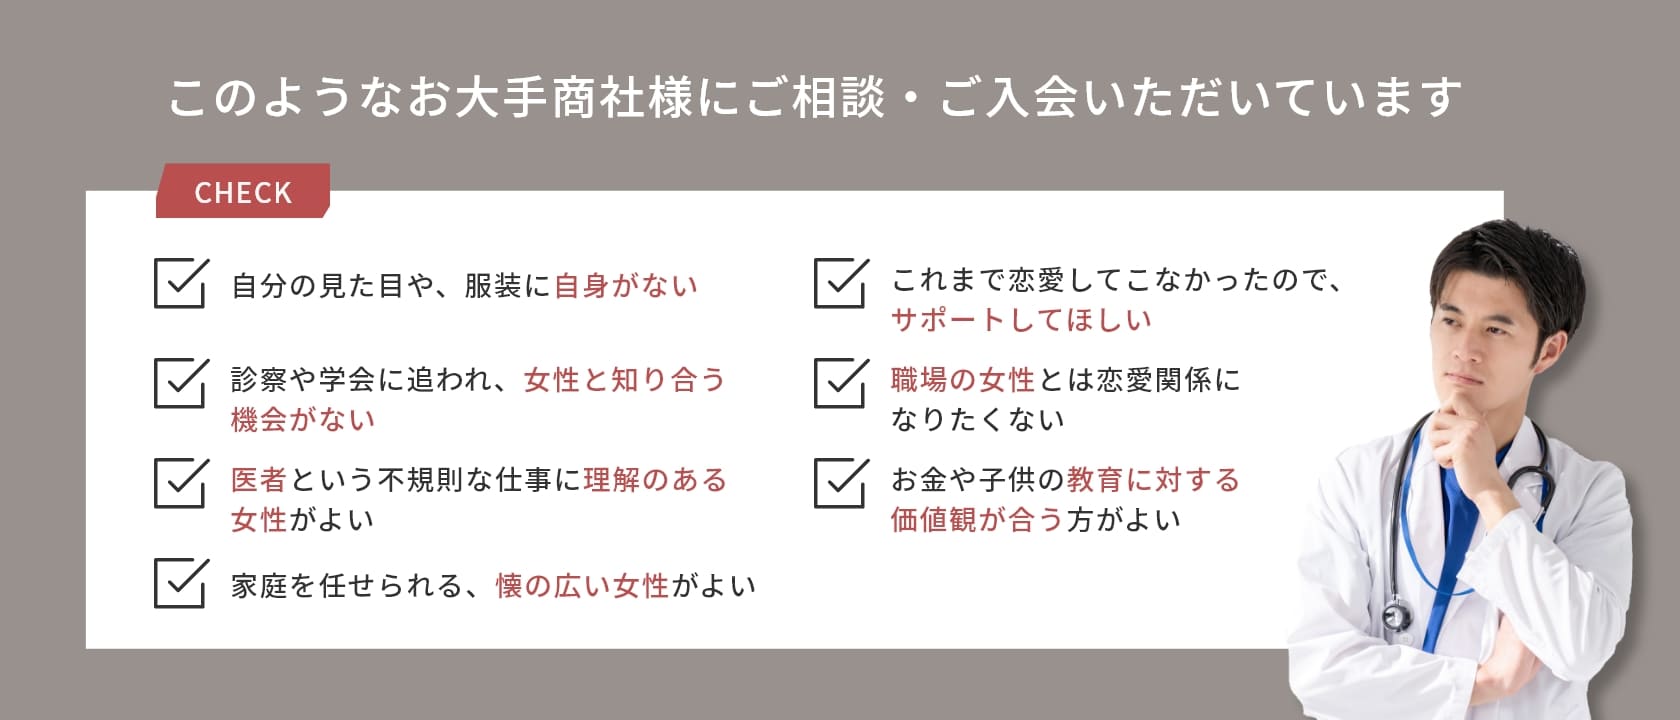 このようなお大手商社様にご相談・ご入会いただいています
CHECK
自分の見た目や、服装に自身がない
診察や学会に追われ、女性と知り合う
機会がない
医者という不規則な仕事に理解のある
女性がよい
家庭を任せられる、懐の広い女性がよい
これまで恋愛してこなかったので、
サポートしてほしい
職場の女性とは恋愛関係に
なりたくない
お金や子供の教育に対する
価値観が合う方がよい